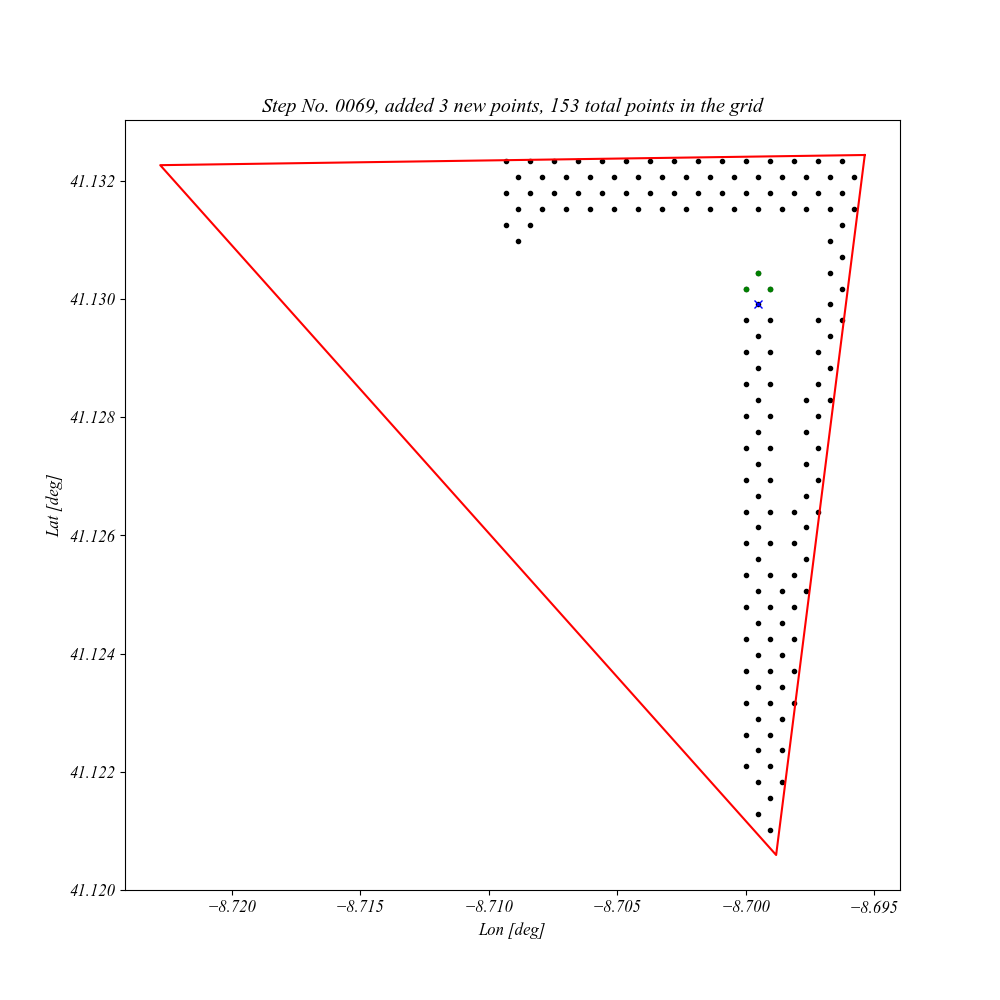 Step No. 0069, added 3 new points, 153 total points in the grid
41.132
41.130
41.128
41.126
41.124
41.122
41.120
Lat [deg]
−8.720 −8.715 −8.710 −8.705 −8.700 −8.695
Lon [deg]